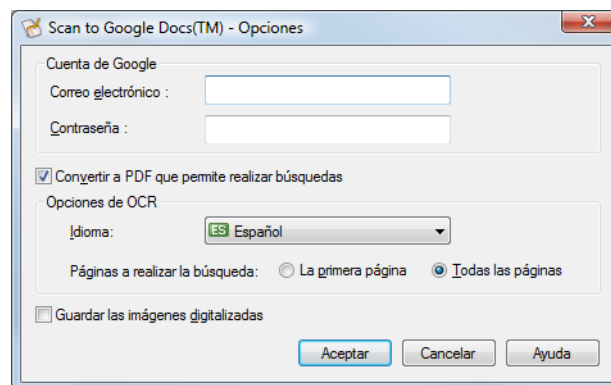 Scan to Google Docs(TM) - Opciones
Cuenta de Google
Correo electrónico :
Contraseña :
Convertir a PDF que permite realizar búsquedas
Opciones de OCR
Idioma:
ES Español
Páginas a realizar la búsqueda: La primera página Todas las páginas
Guardar las imágenes digitalizadas
Aceptar Cancelar Ayuda